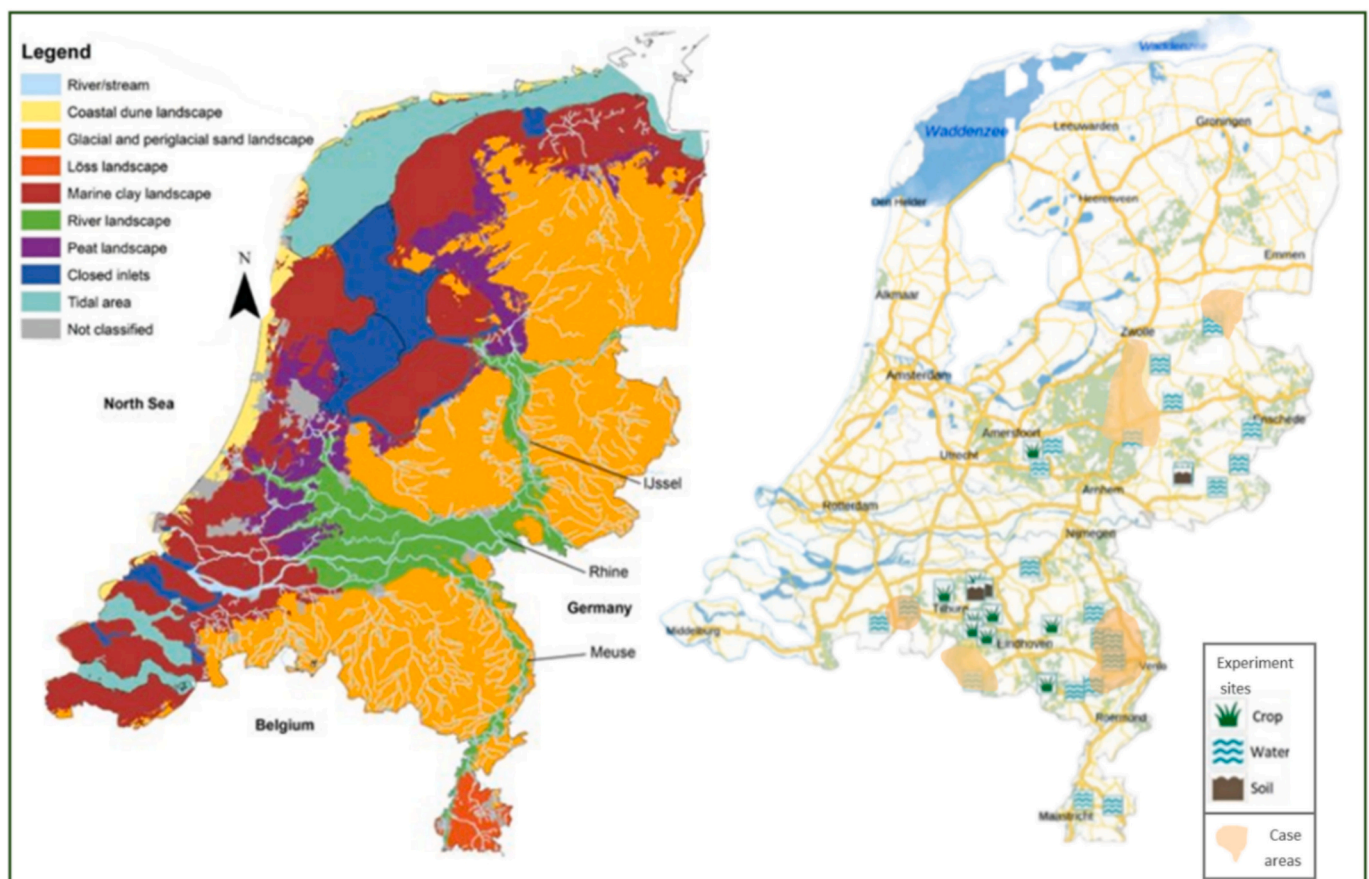 Legend
River/stream
Coastal dune landscape
Glacial and periglacial sand landscape
Löss landscape
Marine clay landscape
River landscape
Peat landscape
Closed inlets
Tidal area
Not classified
N
North Sea
IJssel
Rhine
Germany
Meuse
Belgium
Waddenzee
Waddenzee
Leeuwarden
Groningen
Den Helder
Heerenveen
Emmen
Alkmaar
Zwolle
Amsterdam
Enschede
Amersfoort
Utrecht
Arnhem
Rotterdam
Nijmegen
Tilburg
Middelburg
Eindhoven
Venlo
Roermond
Maastricht
Experiment
sites
Crop
Water
Soil
Case
areas